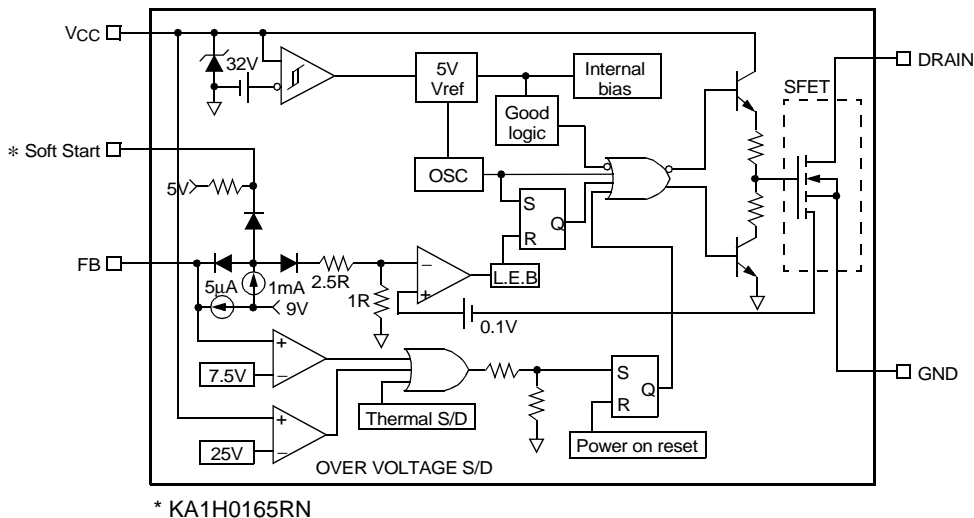 VCC
32V
5V
Vref
Internal
bias
Good
logic
DRAIN
SFET
* Soft Start
5V
OSC
S
R
Q
L.E.B
FB
5μA
1mA
9V
2.5R
1R
−
+
0.1V
+
−
7.5V
Thermal S/D
S
R
Q
GND
+
−
25V
Power on reset
OVER VOLTAGE S/D
* KA1H0165RN